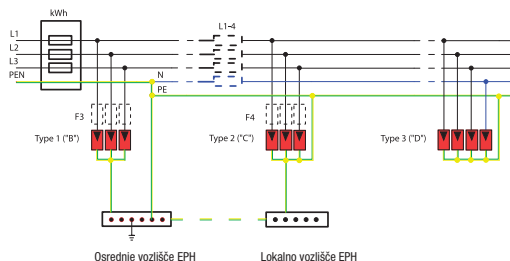 kWh
L1-4
L1
L2
L3
PEN
N
PE
F3
F4
Type 1 ("B")
Type 2 ("C")
Type 3 ("D")
Osrednje vozlišče EPH
Lokalno vozlišče EPH